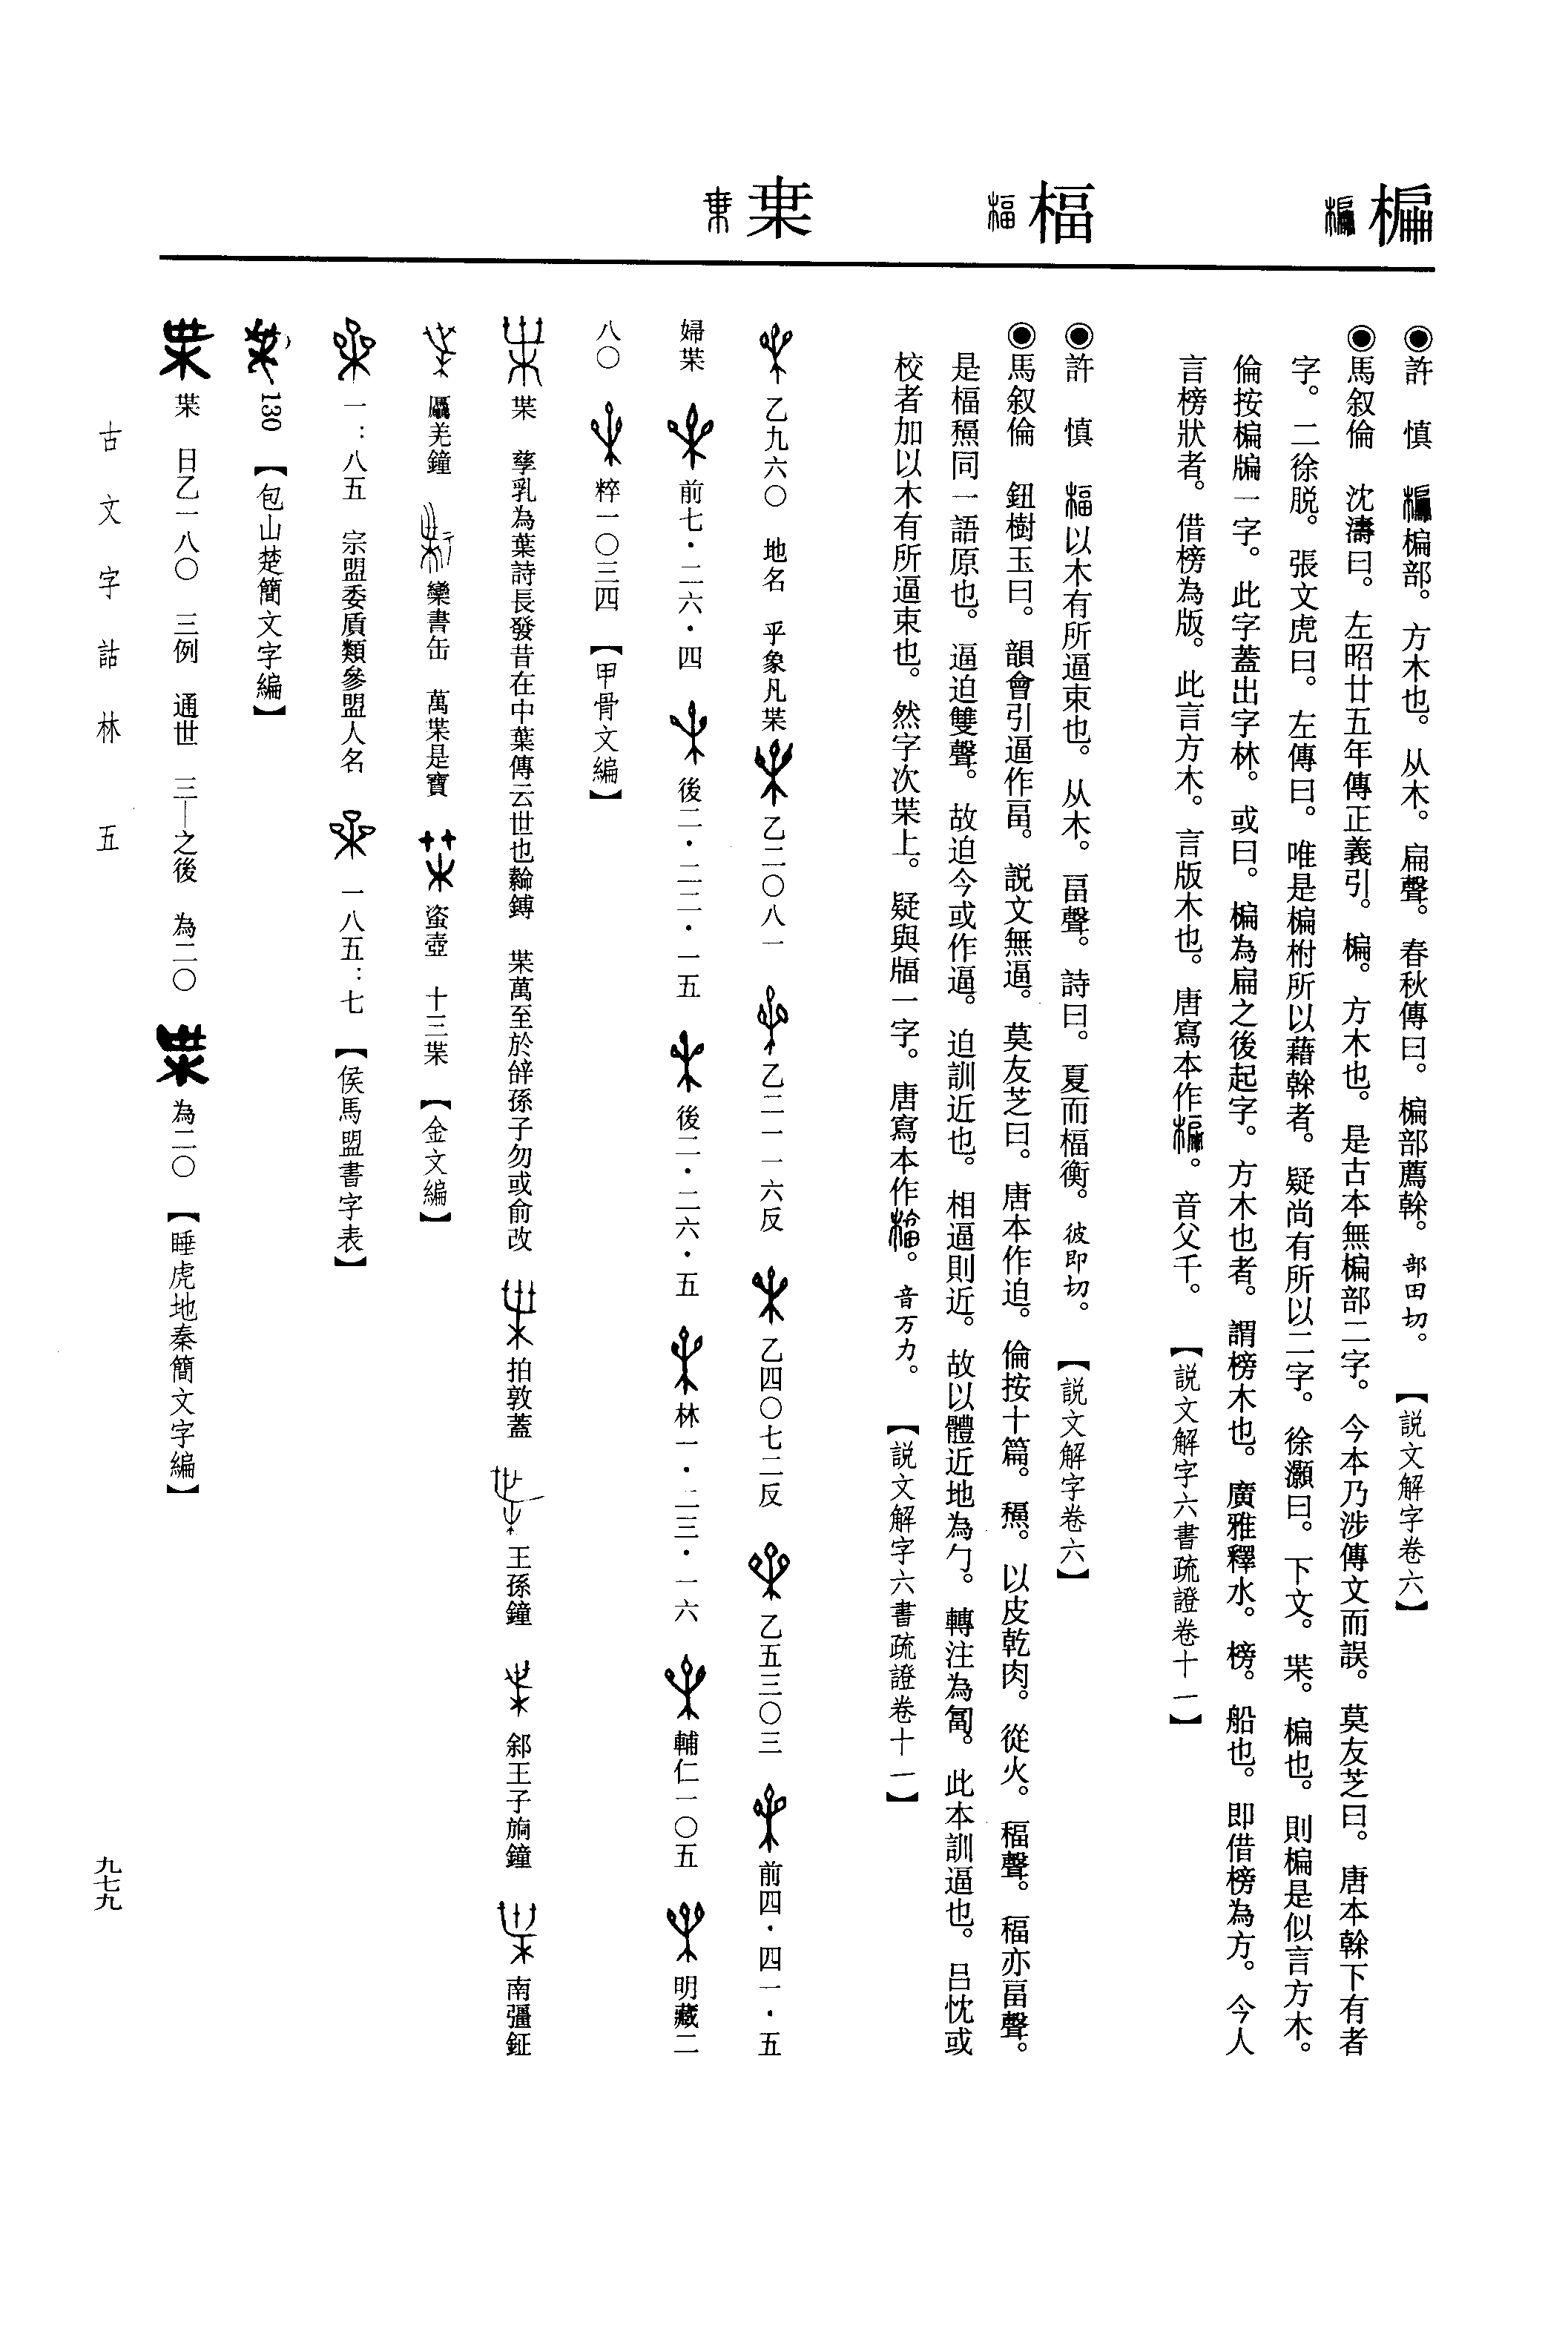 楄
楅
枼
◉許　慎　楄部。方木也。从木。扁聲。春秋傳曰。楄部薦榦。部田切。【説文解字卷六】
◉馬叙倫　沈濤曰。左昭廿五年傳正義引。楄。方木也。是古本無楄部二字。今本乃涉傳文而誤。莫友芝曰。唐本榦下有者
字。二徐脱。張文虎曰。左傳曰。唯是楄柎所以藉榦者。疑尚有所以二字。徐灝曰。下文。枼。楄也。則楄是似言方木。
倫按楄牑一字。此字蓋出字林。或曰。楄為扁之後起字。方木也者。謂榜木也。廣雅釋水。榜。船也。即借榜為方。今人
言榜狀者。借榜為版。此言方木。言版木也。唐寫本作。音父千。【説文解字六書疏證卷十一】
◉許　慎　以木有所逼束也。从木。畐聲。詩曰。夏而楅衡。彼即切。【説文解字卷六】
◉馬叙倫　鈕樹玉曰。韻會引逼作畐。説文無逼。莫友芝曰。唐本作迫。倫按十篇。𤏪。以皮乾肉。從火。𥻅聲。𥻅亦畐聲。
是楅𤏪同一語原也。逼迫雙聲。故迫今或作逼。迫訓近也。相逼則近。故以體近地為勹。轉注為匐。此本訓逼也。吕忱或
校者加以木有所逼束也。然字次枼上。疑與牑一字。唐寫本作。音万力。【説文解字六書疏證卷十一】
乙九六〇　地名　乎象凡枼　乙二〇八一　乙二一一六反　乙四〇七二反　乙五三〇三　前四·四一·五
婦枼　前七·二六·四　後二·二二·一五　後二·二六·五　林一·二三·一六　輔仁一〇五　明藏二
八〇　粹一〇三四【甲骨文編】
枼　孳乳為葉詩長發昔在中葉傳云世也　鎛　枼萬至於辝孫子勿或俞改　拍敦蓋　王孫鐘　䣄王子旃鐘　南彊鉦
羌鐘　欒書缶　萬枼是寶　壺　十三枼【金文編】
一：八五　宗盟委質類參盟人名　一八五：七【侯馬盟書字表】
130【包山楚簡文字編】
枼　日乙一八〇　三例　通世　三—之後　為二〇　為二〇【睡虎地秦簡文字編】
古文字詁林　五
九七九